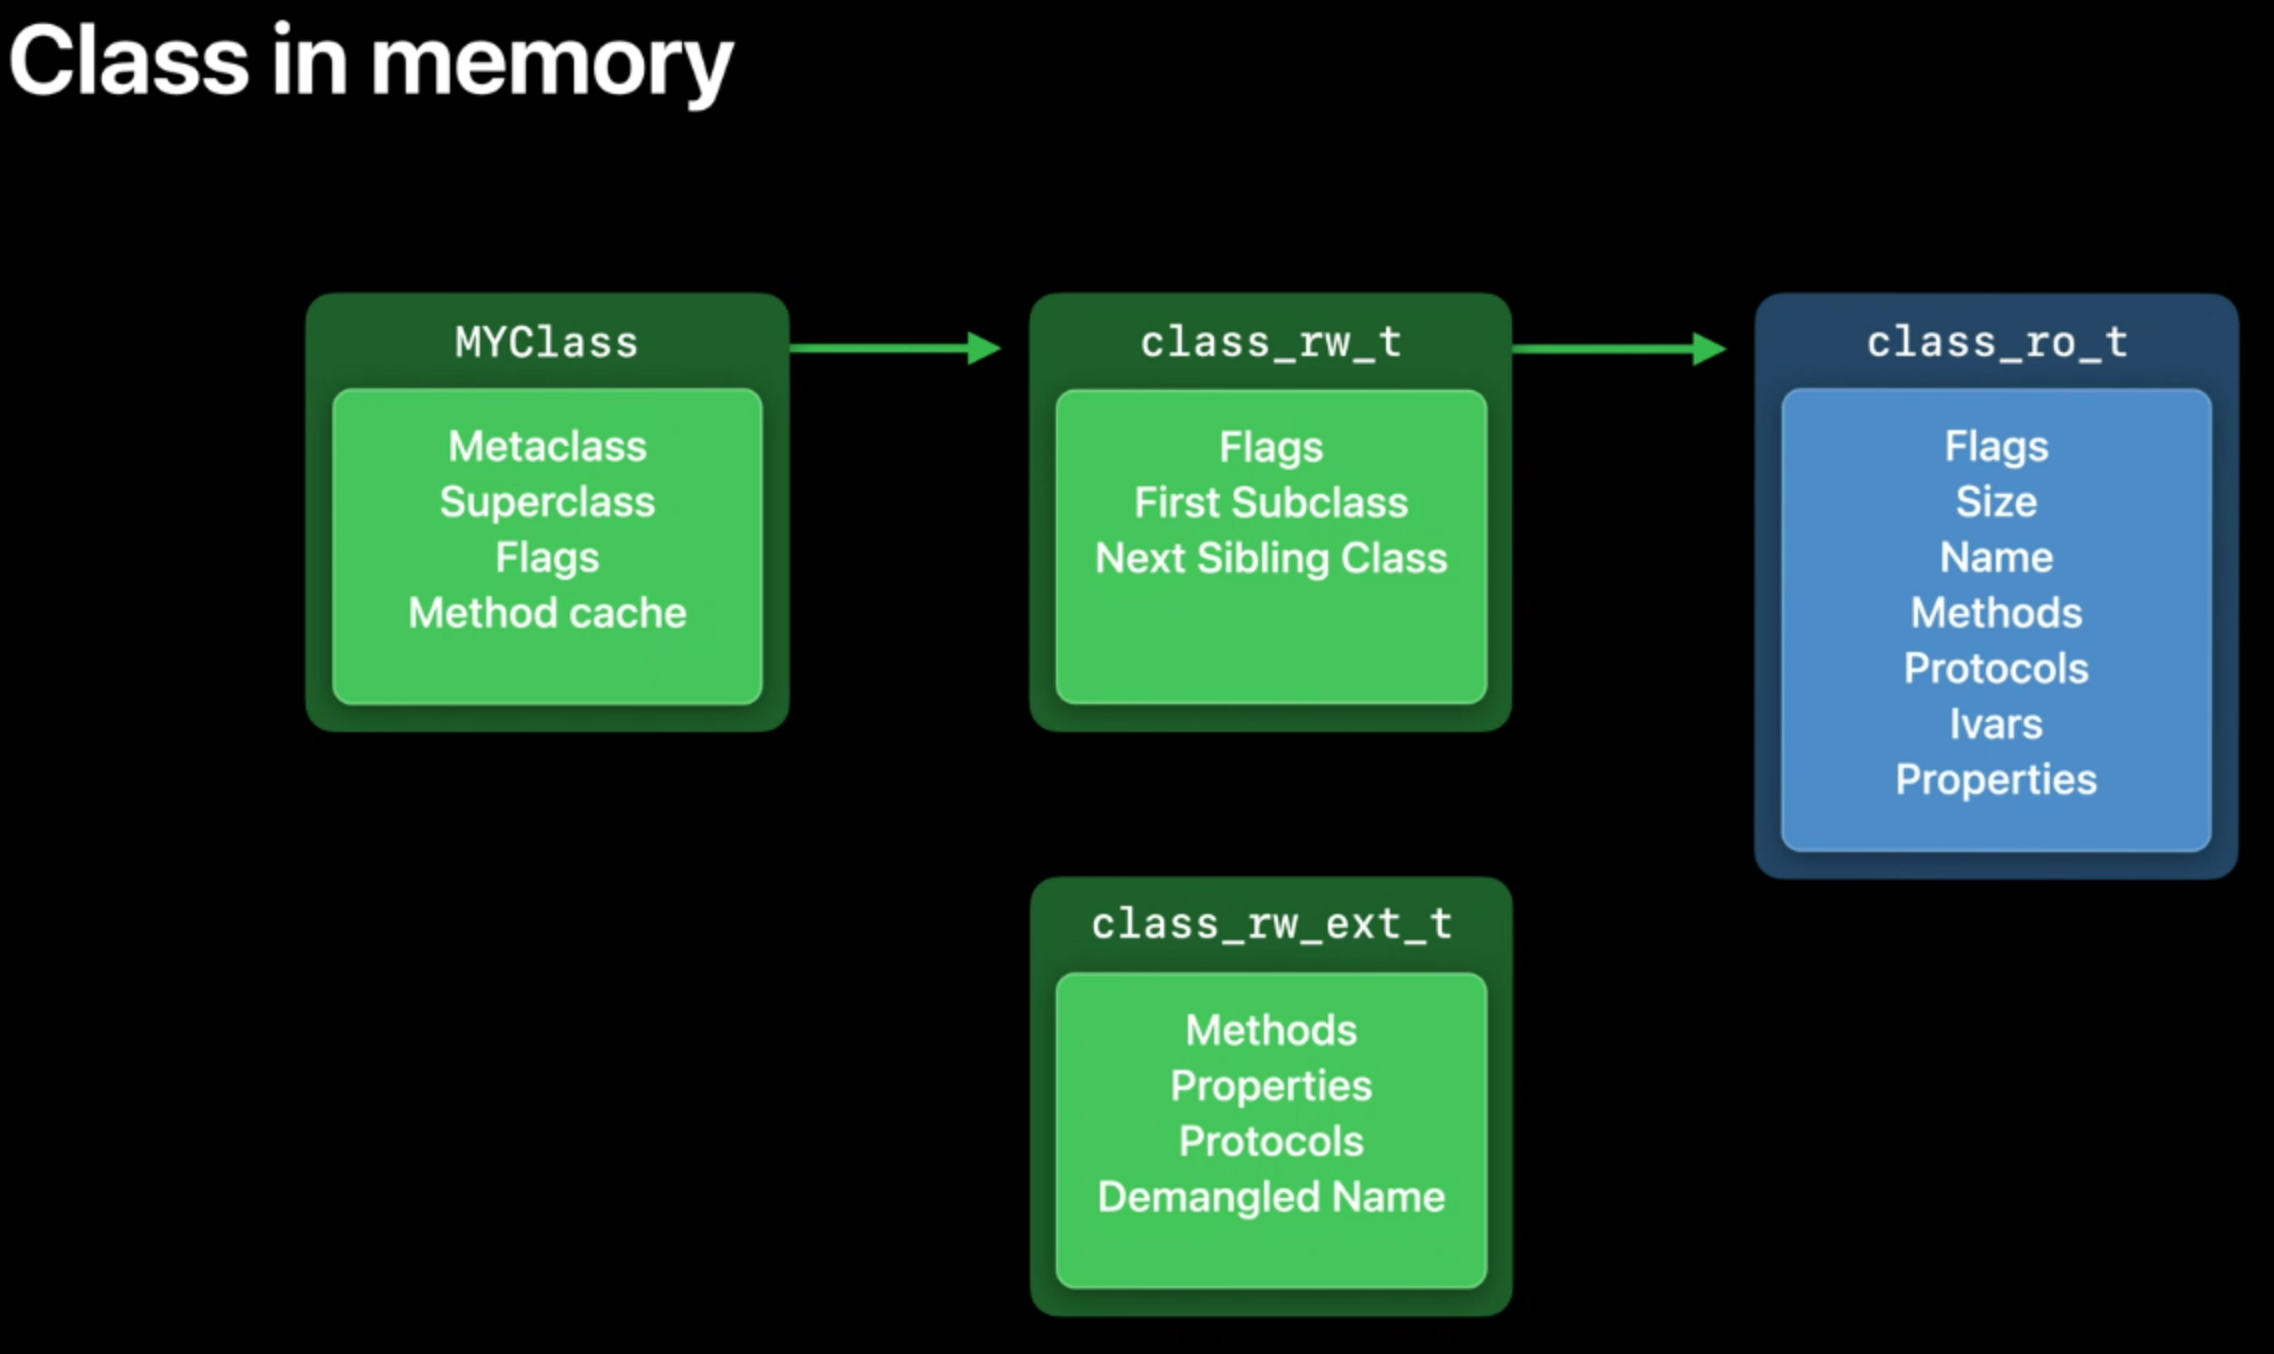 Class in memory
MYClass
Metaclass
Superclass
Flags
Method cache
class_rw_t
Flags
First Subclass
Next Sibling Class
class_ro_t
Flags
Size
Name
Methods
Protocols
Ivars
Properties
class_rw_ext_t
Methods
Properties
Protocols
Demangled Name